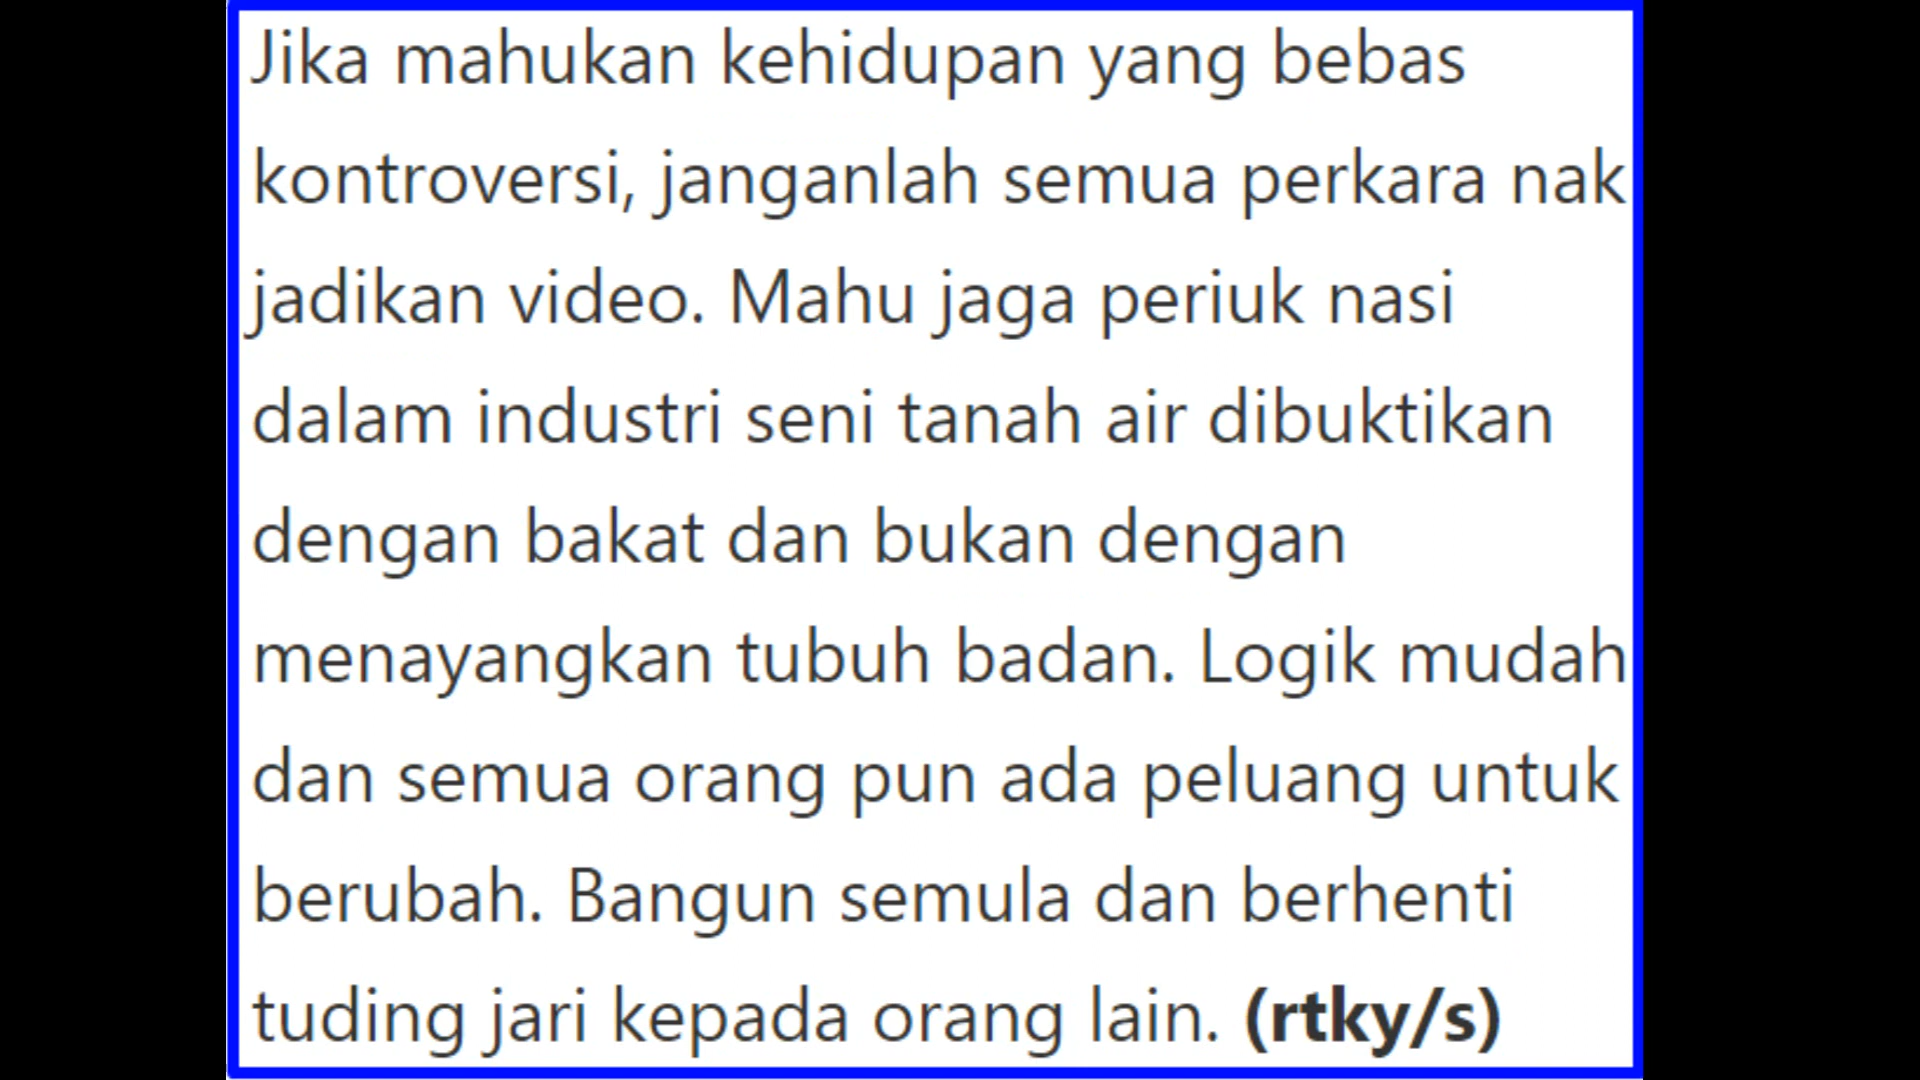 Jika mahukan kehidupan yang bebas
kontroversi, janganlah semua perkara nak
jadikan video. Mahu jaga periuk nasi
dalam industri seni tanah air dibuktikan
dengan bakat dan bukan dengan
menayangkan tubuh badan. Logik mudah
dan semua orang pun ada peluang untuk
berubah. Bangun semula dan berhenti
tuding jari kepada orang lain. (rtky/s)